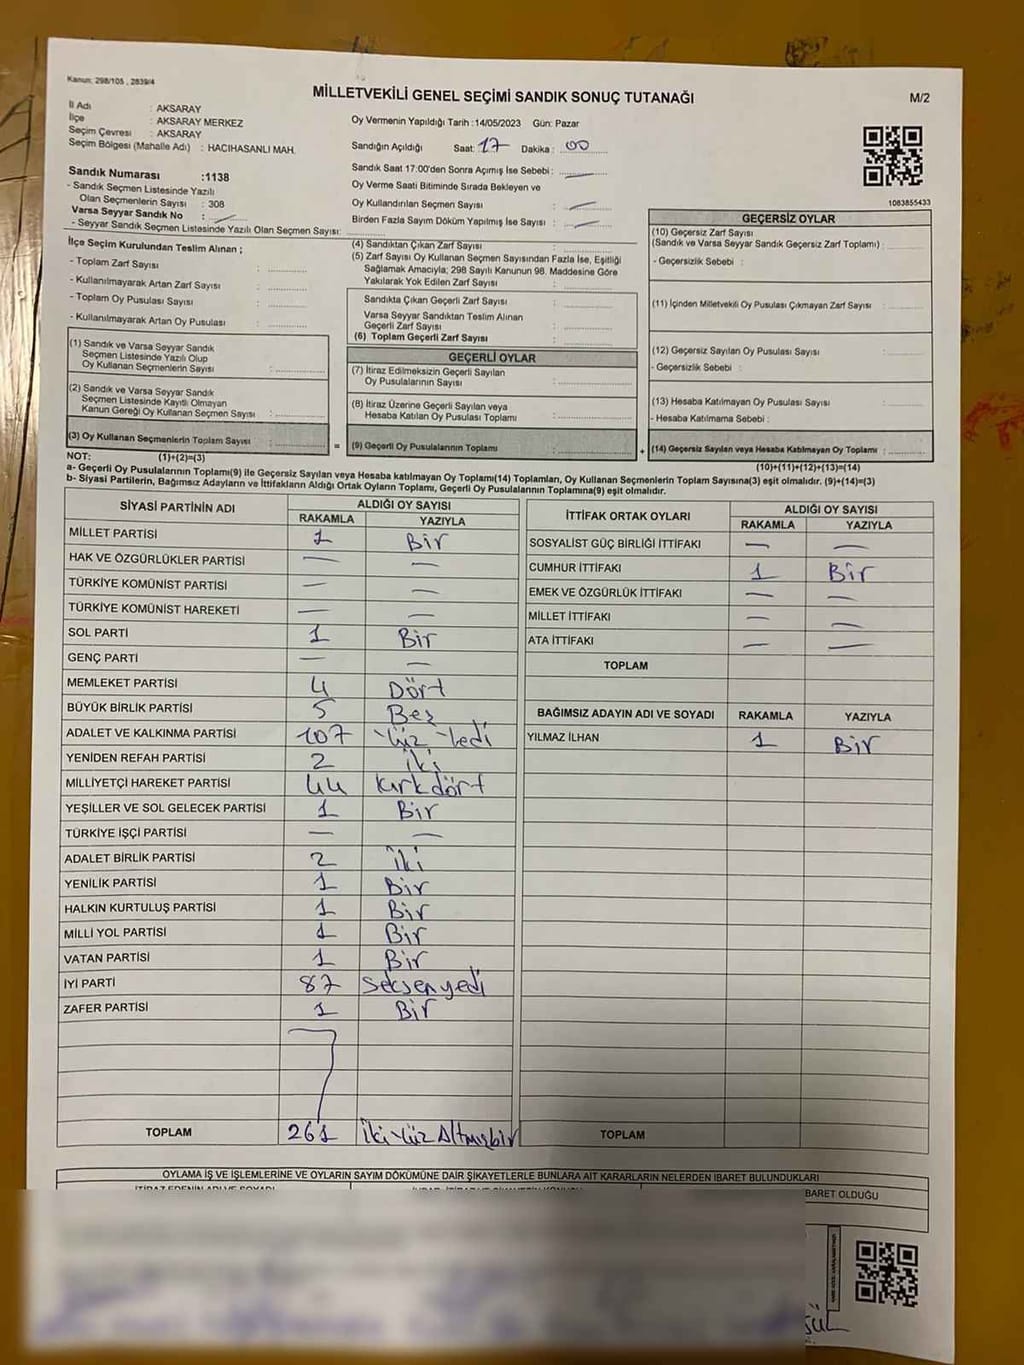 Kanun: 298/105 , 2839/4
MİLLETVEKİLİ GENEL SEÇİMİ SANDIK SONUÇ TUTANAĞI
M/2
İl Adı : AKSARAY
İlçe : AKSARAY MERKEZ
Seçim Çevresi : AKSARAY
Seçim Bölgesi (Mahalle Adı) : HACIHASANLI MAH.
Oy Vermenin Yapıldığı Tarih :14/05/2023 Gün: Pazar
Sandığın Açıldığı Saat: 17 Dakika : 00
Sandık Saat 17:00'den Sonra Açımış İse Sebebi :
Oy Verme Saati Bitiminde Sırada Bekleyen ve
Oy Kullandırılan Seçmen Sayısı :
Birden Fazla Sayım Döküm Yapılmış İse Sayısı :
1083855433
Sandık Numarası :1138
- Sandık Seçmen Listesinde Yazılı
Olan Seçmenlerin Sayısı : 308
Varsa Seyyar Sandık No :
- Seyyar Sandık Seçmen Listesinde Yazılı Olan Seçmen Sayısı:
İlçe Seçim Kurulundan Teslim Alınan ;
- Toplam Zarf Sayısı :
- Kullanılmayarak Artan Zarf Sayısı :
- Toplam Oy Pusulası Sayısı :
- Kullanılmayarak Artan Oy Pusulası :
(1) Sandık ve Varsa Seyyar Sandık
Seçmen Listesinde Yazılı Olup
Oy Kullanan Seçmenlerin Sayısı :
(2) Sandık ve Varsa Seyyar Sandık
Seçmen Listesinde Kayıtlı Olmayan
Kanun Gereği Oy Kullanan Seçmen Sayısı :
(3) Oy Kullanan Seçmenlerin Toplam Sayısı :
(1)+(2)=(3)
(4) Sandıktan Çıkan Zarf Sayısı :
(5) Zarf Sayısı Oy Kullanan Seçmen Sayısından Fazla İse, Eşitliği
Sağlamak Amacıyla; 298 Sayılı Kanunun 98. Maddesine Göre
Yakılarak Yok Edilen Zarf Sayısı :
Sandıkta Çıkan Geçerli Zarf Sayısı :
Varsa Seyyar Sandıktan Teslim Alınan
Geçerli Zarf Sayısı :
(6) Toplam Geçerli Zarf Sayısı :
GEÇERLİ OYLAR
(7) İtiraz Edilmeksizin Geçerli Sayılan
Oy Pusulalarının Sayısı :
(8) İtiraz Üzerine Geçerli Sayılan veya
Hesaba Katılan Oy Pusulası Toplamı :
= (9) Geçerli Oy Pusulalarının Toplamı :
GEÇERSİZ OYLAR
(10) Geçersiz Zarf Sayısı
(Sandık ve Varsa Seyyar Sandık Geçersiz Zarf Toplamı) :
- Geçersizlik Sebebi :
(11) İçinden Milletvekili Oy Pusulası Çıkmayan Zarf Sayısı :
(12) Geçersiz Sayılan Oy Pusulası Sayısı :
- Geçersizlik Sebebi :
(13) Hesaba Katılmayan Oy Pusulası Sayısı :
- Hesaba Katılmama Sebebi :
+ (14) Geçersiz Sayılan veya Hesaba Katılmayan Oy Toplamı :
(10)+(11)+(12)+(13)=(14)
NOT:
a- Geçerli Oy Pusulalarının Toplamı(9) ile Geçersiz Sayılan veya Hesaba katılmayan Oy Toplamı(14) Toplamları, Oy Kullanan Seçmenlerin Toplam Sayısına(3) eşit olmalıdır. (9)+(14)=(3)
b- Siyasi Partilerin, Bağımsız Adayların ve İttifakların Aldığı Ortak Oyların Toplamı, Geçerli Oy Pusulalarının Toplamına(9) eşit olmalıdır.
SİYASİ PARTİNİN ADI ALDIĞI OY SAYISI
RAKAMLA YAZIYLA
MİLLET PARTİSİ 1 Bir
HAK VE ÖZGÜRLÜKLER PARTİSİ — —
TÜRKİYE KOMÜNİST PARTİSİ — —
TÜRKİYE KOMÜNİST HAREKETİ — —
SOL PARTİ 1 Bir
GENÇ PARTİ — —
MEMLEKET PARTİSİ 4 Dört
BÜYÜK BİRLİK PARTİSİ 5 Beş
ADALET VE KALKINMA PARTİSİ 107 Yüz Yedi
YENİDEN REFAH PARTİSİ 2 İki
MİLLİYETÇİ HAREKET PARTİSİ 44 Kırkdört
YEŞİLLER VE SOL GELECEK PARTİSİ 1 Bir
TÜRKİYE İŞÇİ PARTİSİ — —
ADALET BİRLİK PARTİSİ 2 İki
YENİLİK PARTİSİ 1 Bir
HALKIN KURTULUŞ PARTİSİ 1 Bir
MİLLİ YOL PARTİSİ 1 Bir
VATAN PARTİSİ 1 Bir
İYİ PARTİ 87 Seksenyedi
ZAFER PARTİSİ 1 Bir
TOPLAM 261 İki Yüz Altmışbir
İTTİFAK ORTAK OYLARI ALDIĞI OY SAYISI
RAKAMLA YAZIYLA
SOSYALİST GÜÇ BİRLİĞİ İTTİFAKI — —
CUMHUR İTTİFAKI 1 Bir
EMEK VE ÖZGÜRLÜK İTTİFAKI — —
MİLLET İTTİFAKI — —
ATA İTTİFAKI — —
TOPLAM
BAĞIMSIZ ADAYIN ADI VE SOYADI RAKAMLA YAZIYLA
YILMAZ İLHAN 1 Bir
TOPLAM
OYLAMA İŞ VE İŞLEMLERİNE VE OYLARIN SAYIM DÖKÜMÜNE DAİR ŞİKAYETLERLE BUNLARA AİT KARARLARIN NELERDEN İBARET BULUNDUKLARI
İTİRAZ EDENİN ADI VE SOYADI
BARET OLDUĞU